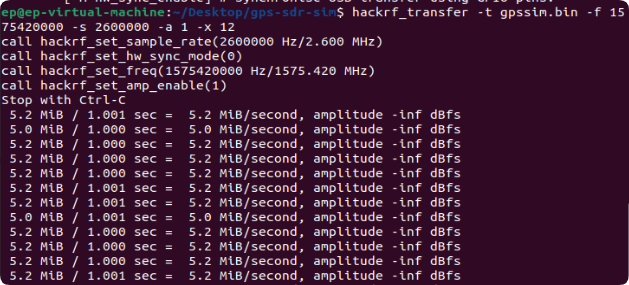 [-H hw_sync_enable] # Synchronise USB transfer using GPIO pins.
ep@ep-virtual-machine:~/Desktop/gps-sdr-sim$ hackrf_transfer -t gpssim.bin -f 15
75420000 -s 2600000 -a 1 -x 12
call hackrf_set_sample_rate(2600000 Hz/2.600 MHz)
call hackrf_set_hw_sync_mode(0)
call hackrf_set_freq(1575420000 Hz/1575.420 MHz)
call hackrf_set_amp_enable(1)
Stop with Ctrl-C
5.2 MiB / 1.001 sec = 5.2 MiB/second, amplitude -inf dBfs
5.0 MiB / 1.000 sec = 5.0 MiB/second, amplitude -inf dBfs
5.2 MiB / 1.000 sec = 5.2 MiB/second, amplitude -inf dBfs
5.2 MiB / 1.000 sec = 5.2 MiB/second, amplitude -inf dBfs
5.2 MiB / 1.000 sec = 5.2 MiB/second, amplitude -inf dBfs
5.2 MiB / 1.001 sec = 5.2 MiB/second, amplitude -inf dBfs
5.2 MiB / 1.001 sec = 5.2 MiB/second, amplitude -inf dBfs
5.0 MiB / 1.001 sec = 5.0 MiB/second, amplitude -inf dBfs
5.2 MiB / 1.000 sec = 5.2 MiB/second, amplitude -inf dBfs
5.2 MiB / 1.000 sec = 5.2 MiB/second, amplitude -inf dBfs
5.2 MiB / 1.000 sec = 5.2 MiB/second, amplitude -inf dBfs
5.2 MiB / 1.001 sec = 5.2 MiB/second, amplitude -inf dBfs